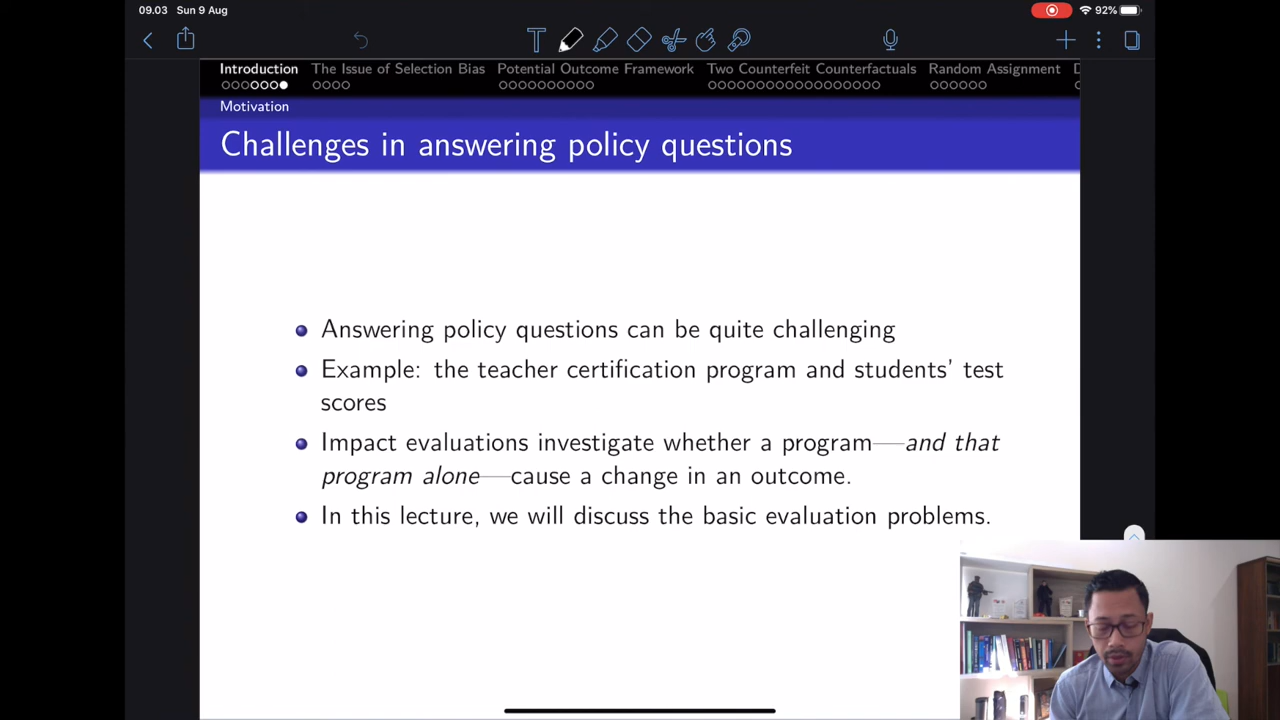 09.03 Sun 9 Aug
92%
Introduction The Issue of Selection Bias Potential Outcome Framework Two Counterfeit Counterfactuals Random Assignment D
Motivation
Challenges in answering policy questions
Answering policy questions can be quite challenging
Example: the teacher certification program and students' test
scores
Impact evaluations investigate whether a program—and that
program alone—cause a change in an outcome.
In this lecture, we will discuss the basic evaluation problems.